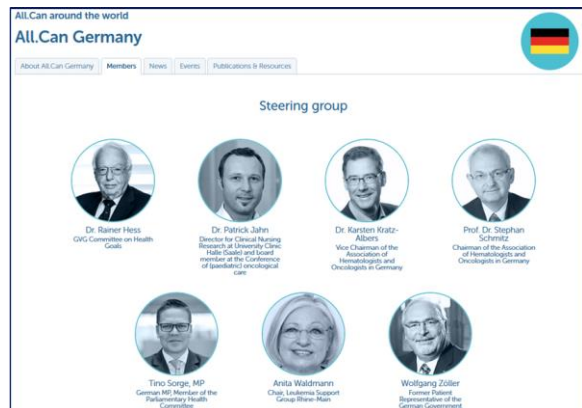 All.Can around the world
All.Can Germany
About All.Can Germany
Members
News
Events
Publications & Resources
Steering group
Dr. Rainer Hess
GVG Committee on Health
Goals
Dr. Patrick Jahn
Director for Clinical Nursing
Research at University Clinic
Halle (Saale) and board
member at the Conference
of (paediatric) oncological
care
Dr. Karsten Kratz-
Albers
Vice Chairman of the
Association of
Hematologists and
Oncologists in Germany
Prof. Dr. Stephan
Schmitz
Chairman of the Association
of Hematologists and
Oncologists in Germany
Tino Sorge, MP
German MP, Member of the
Parliamentary Health
Committee
Anita Waldmann
Chair, Leukemia Support
Group Rhine-Main
Wolfgang Zöller
Former Patient
Representative of the
German Government